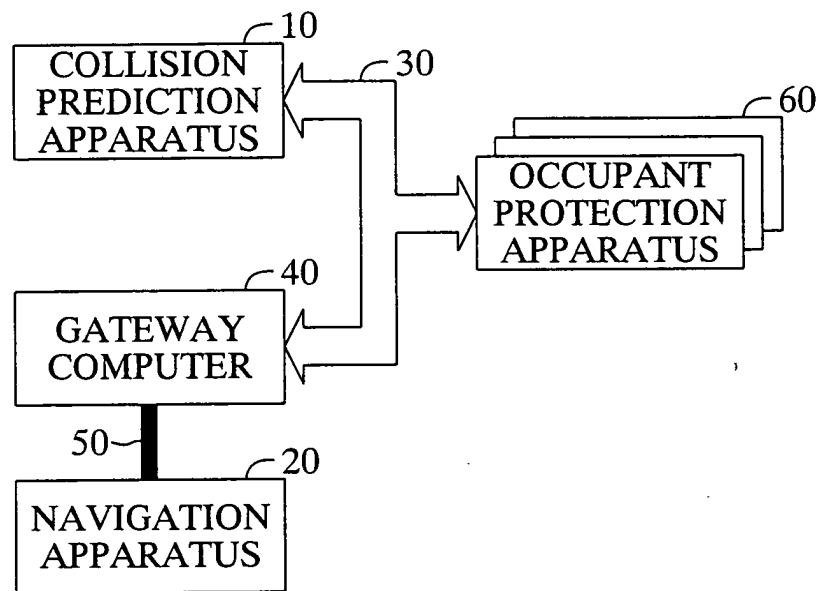 10
COLLISION
PREDICTION
APPARATUS
30
60
OCCUPANT
PROTECTION
APPARATUS
40
GATEWAY
COMPUTER
50
20
NAVIGATION
APPARATUS